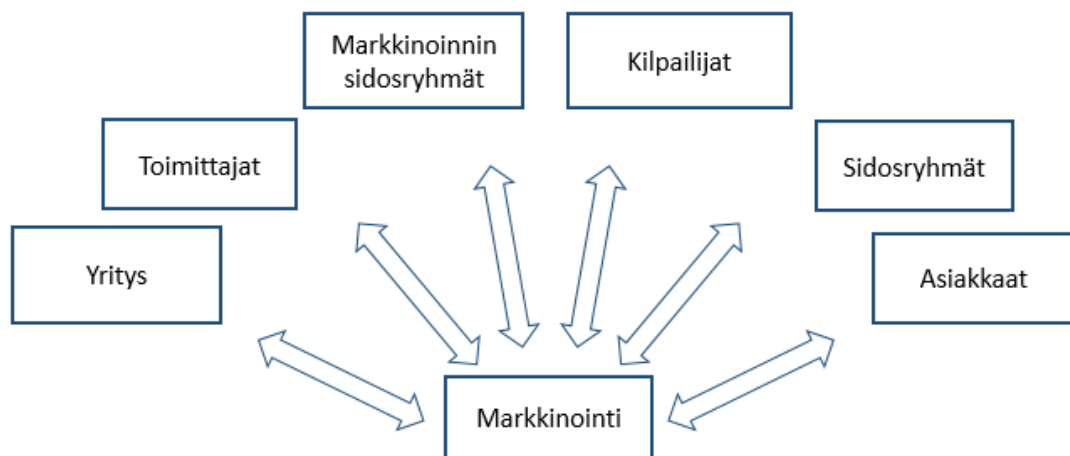 Markkinoinnin
sidosryhmät
Kilpailijat
Toimittajat
Sidosryhmät
Yritys
Asiakkaat
Markkinointi